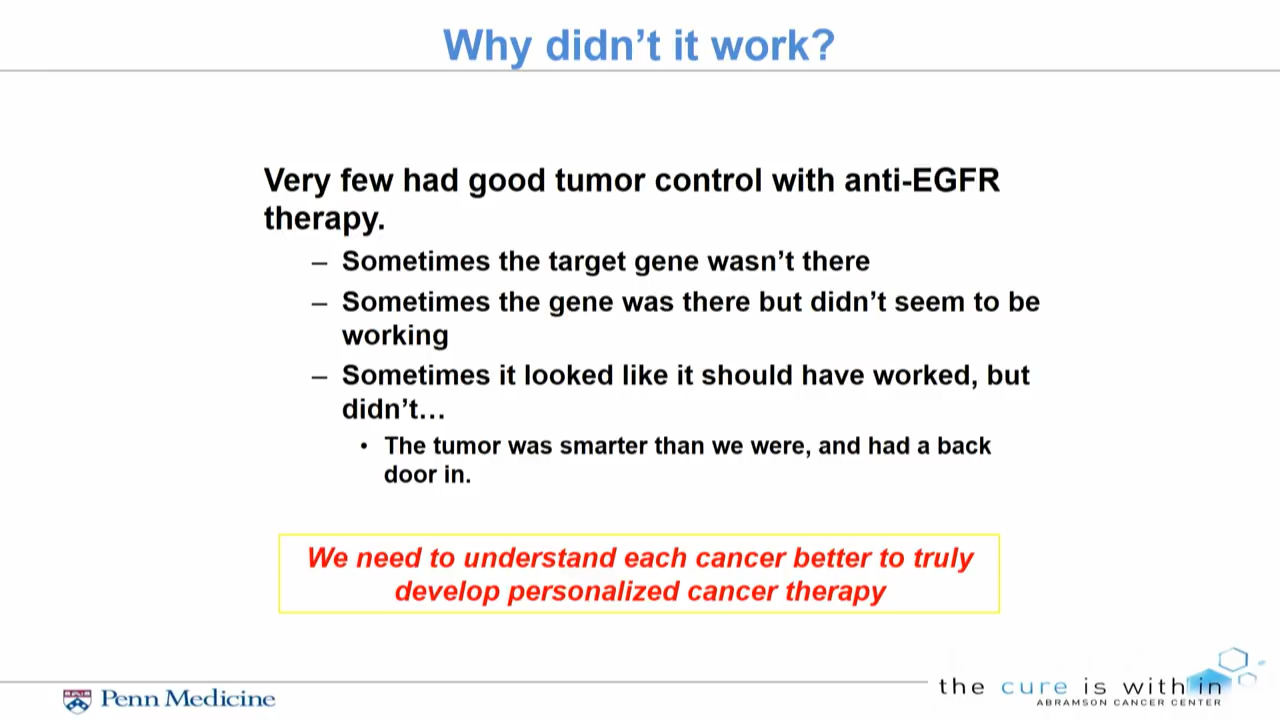 Why didn’t it work?
Very few had good tumor control with anti-EGFR
therapy.
– Sometimes the target gene wasn’t there
– Sometimes the gene was there but didn’t seem to be
working
– Sometimes it looked like it should have worked, but
didn’t…
• The tumor was smarter than we were, and had a back
door in.
We need to understand each cancer better to truly
develop personalized cancer therapy
Penn Medicine
the cure is within
ABRAMSON CANCER CENTER